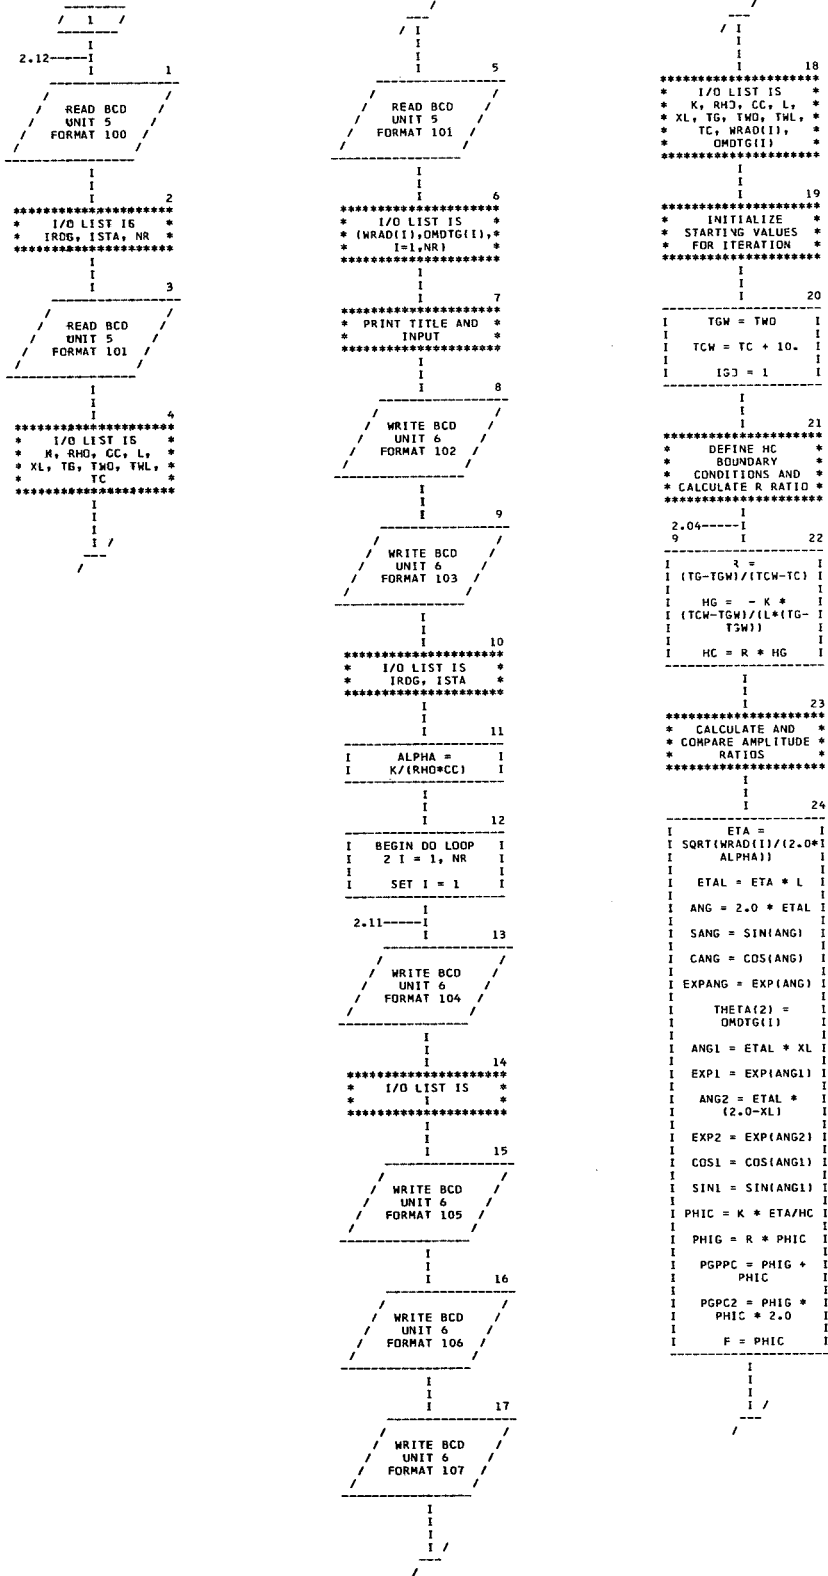 1
2.12
1
READ BCD
UNIT 5
FORMAT 100
2
I/O LIST IS
IRDG, ISTA, NR
3
READ BCD
UNIT 5
FORMAT 101
4
I/O LIST IS
K, RHO, CC, L,
XL, TG, TWO, TWL,
TC
5
READ BCD
UNIT 5
FORMAT 101
6
I/O LIST IS
(WRAD(I),OMDTG(I),
I=1,NR)
7
PRINT TITLE AND
INPUT
8
WRITE BCD
UNIT 6
FORMAT 102
9
WRITE BCD
UNIT 6
FORMAT 103
10
I/O LIST IS
IRDG, ISTA
11
ALPHA =
K/(RHO*CC)
12
BEGIN DO LOOP
2 I = 1, NR
SET I = 1
2.11
13
WRITE BCD
UNIT 6
FORMAT 104
14
I/O LIST IS
I
15
WRITE BCD
UNIT 6
FORMAT 105
16
WRITE BCD
UNIT 6
FORMAT 106
17
WRITE BCD
UNIT 6
FORMAT 107
18
I/O LIST IS
K, RHO, CC, L,
XL, TG, TWO, TWL,
TC, WRAD(I),
OMDTG(I)
19
INITIALIZE
STARTING VALUES
FOR ITERATION
20
TGW = TWO
TCW = TC + 10.
IGO = 1
21
DEFINE HC
BOUNDARY
CONDITIONS AND
CALCULATE R RATIO
2.04
9 22
R =
(TG-TGW)/(TCW-TC)
HG = - K *
(TCW-TGW)/(L*(TG-
TGW))
HC = R * HG
23
CALCULATE AND
COMPARE AMPLITUDE
RATIOS
24
ETA =
SQRT(WRAD(I)/(2.0*
ALPHA))
ETAL = ETA * L
ANG = 2.0 * ETAL
SANG = SIN(ANG)
CANG = COS(ANG)
EXPANG = EXP(ANG)
THETA(2) =
OMDTG(I)
ANG1 = ETAL * XL
EXP1 = EXP(ANG1)
ANG2 = ETAL *
(2.0-XL)
EXP2 = EXP(ANG2)
COS1 = COS(ANG1)
SIN1 = SIN(ANG1)
PHIC = K * ETA/HC
PHIG = R * PHIC
PGPPC = PHIG +
PHIC
PGPC2 = PHIG *
PHIC * 2.0
F = PHIC